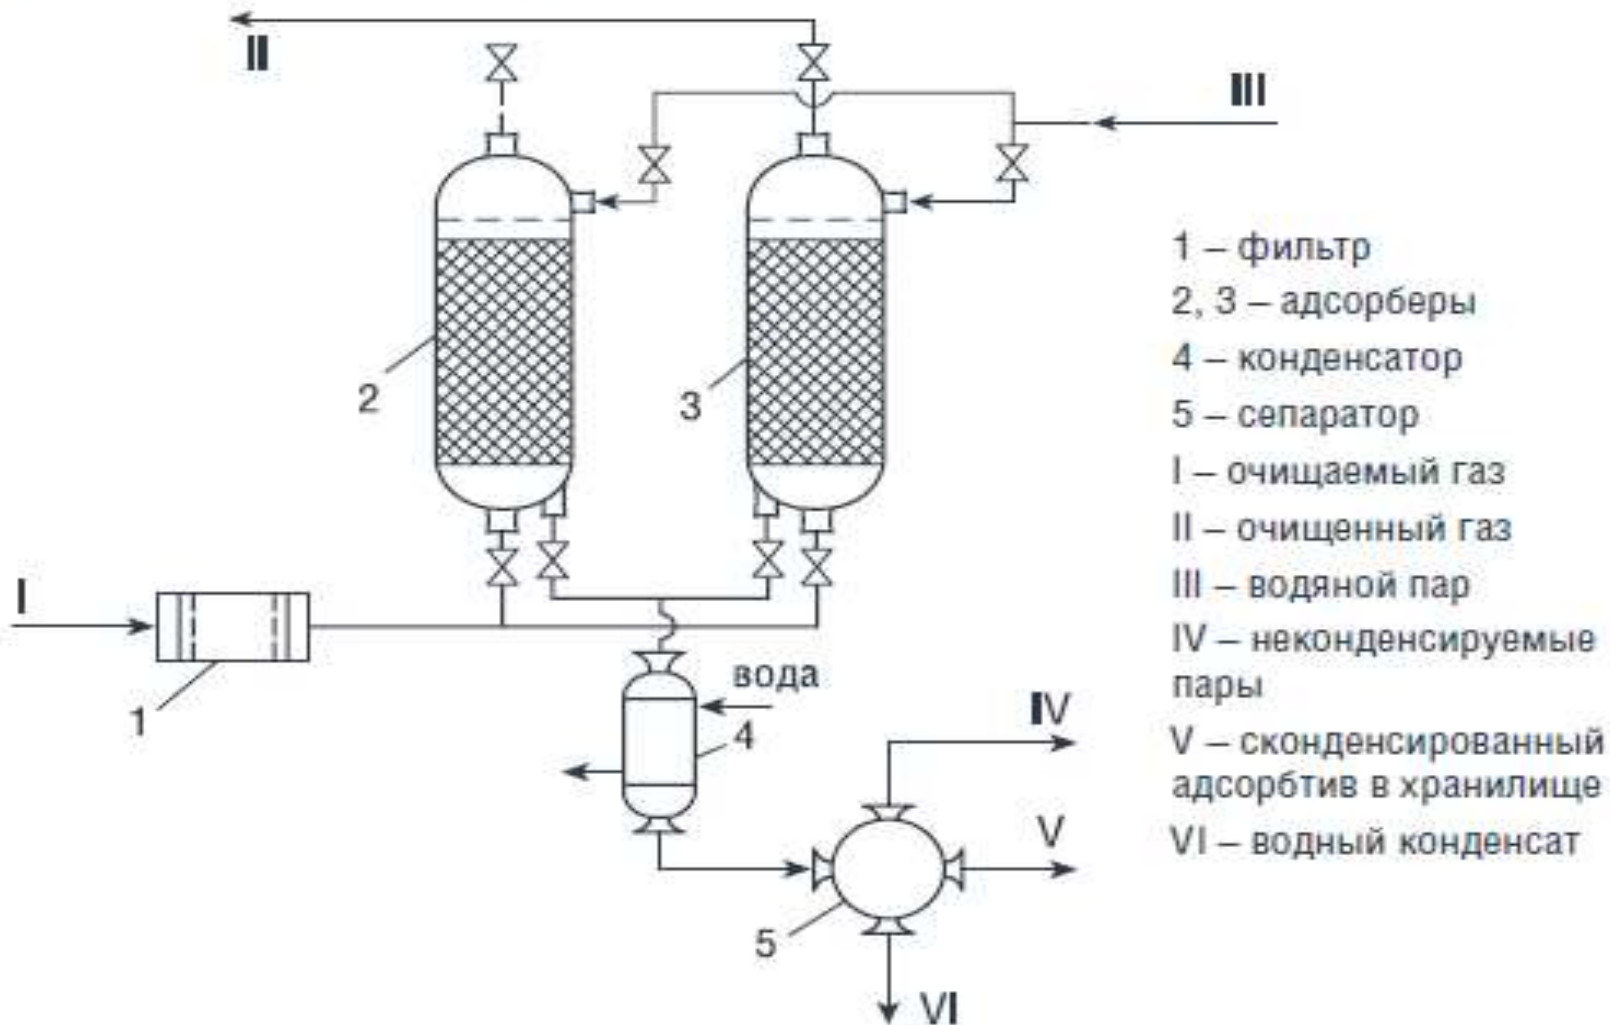 II
III
2
3
I
1
вода
4
IV
V
5
VI
1 – фильтр
2, 3 – адсорберы
4 – конденсатор
5 – сепаратор
I – очищаемый газ
II – очищенный газ
III – водяной пар
IV – неконденсируемые
пары
V – сконденсированный
адсорбтив в хранилище
VI – водный конденсат